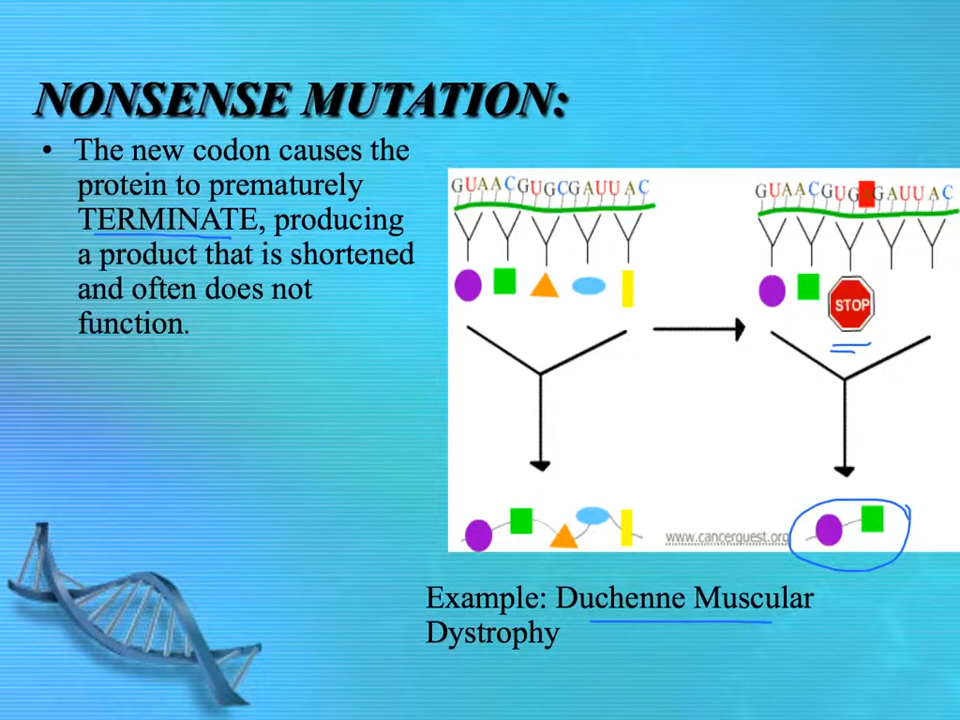 NONSENSE MUTATION:
• The new codon causes the
protein to prematurely
TERMINATE, producing
a product that is shortened
and often does not
function.
GUAACGUGCGAUUAC
GUAACGUG GAUUAC
STOP
www.cancerquest.org
Example: Duchenne Muscular
Dystrophy